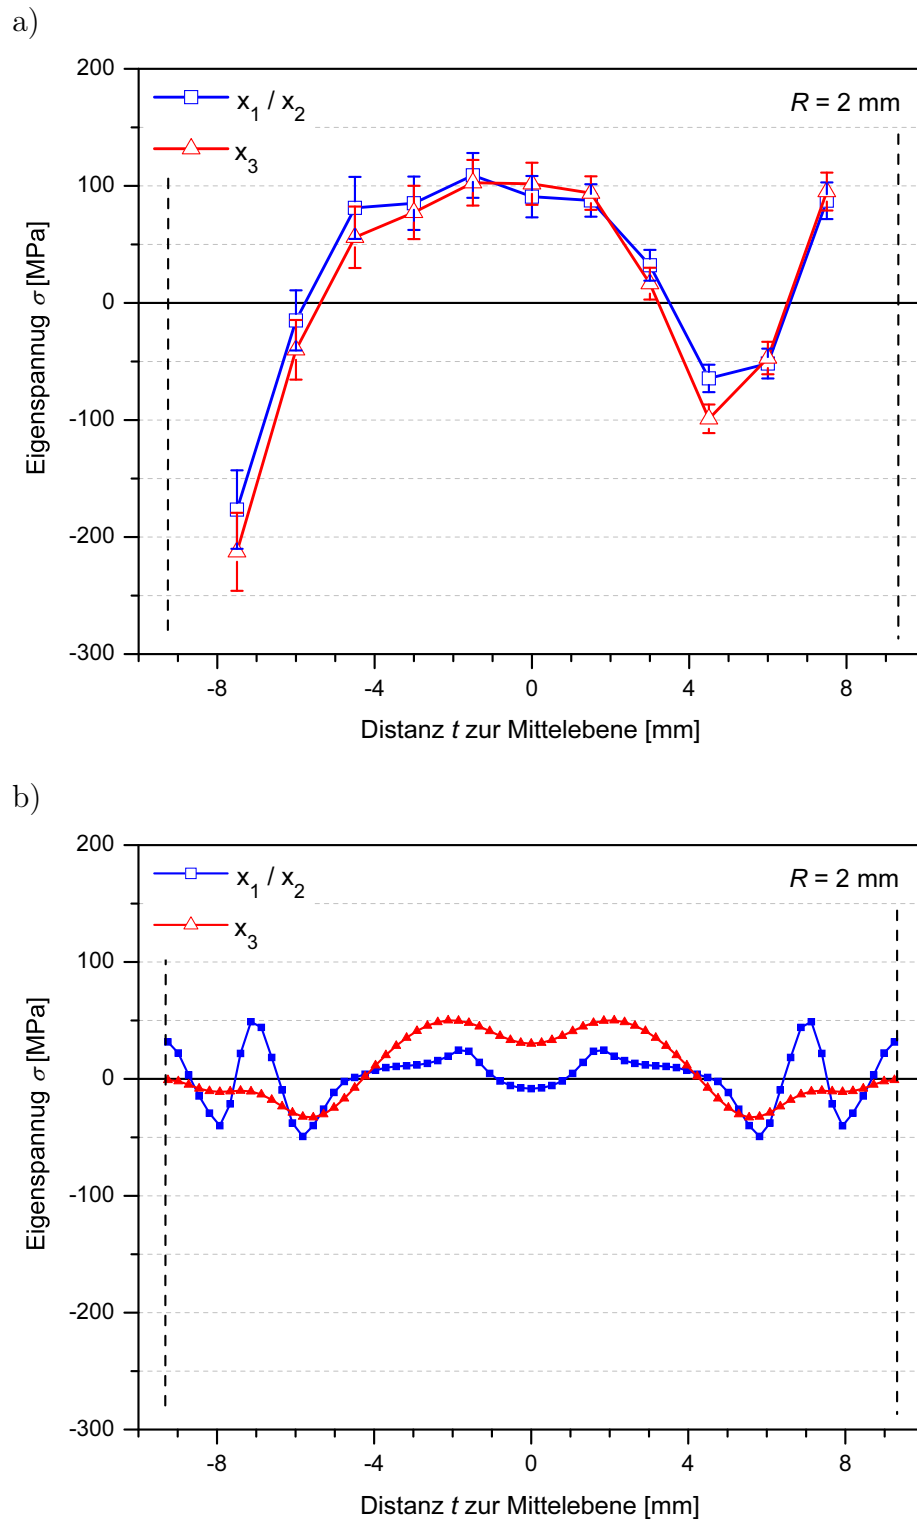 a)
200
x₁ / x₂
R = 2 mm
x₃
100
0
-100
-200
-300
Eigenspannug σ [MPa]
-8 -4 0 4 8
Distanz t zur Mittelebene [mm]
b)
200
x₁ / x₂
R = 2 mm
x₃
100
0
-100
-200
-300
Eigenspannug σ [MPa]
-8 -4 0 4 8
Distanz t zur Mittelebene [mm]